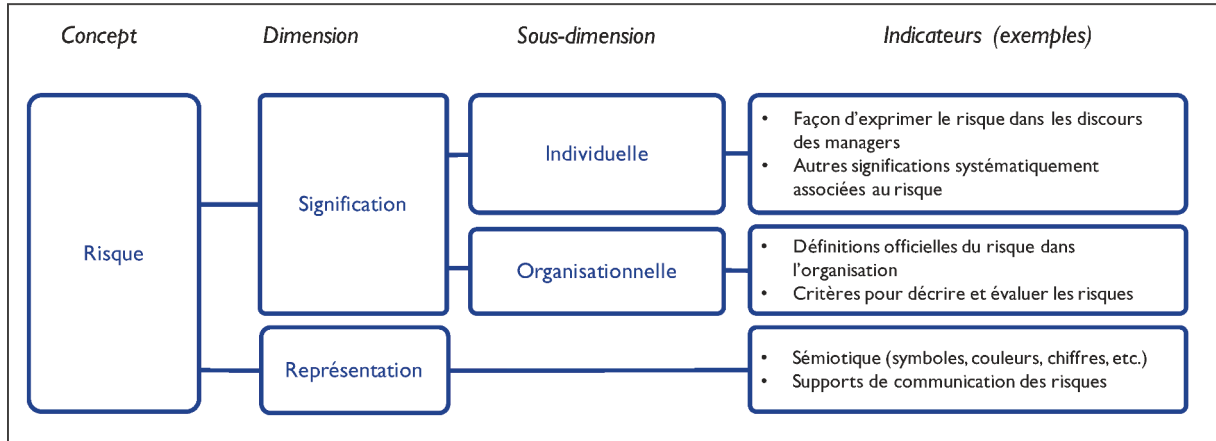 Concept
Dimension
Sous-dimension
Indicateurs (exemples)
Risque
Signification
Individuelle
• Façon d’exprimer le risque dans les discours
des managers
• Autres significations systématiquement
associées au risque
Organisationnelle
• Définitions officielles du risque dans
l’organisation
• Critères pour décrire et évaluer les risques
Représentation
• Sémiotique (symboles, couleurs, chiffres, etc.)
• Supports de communication des risques